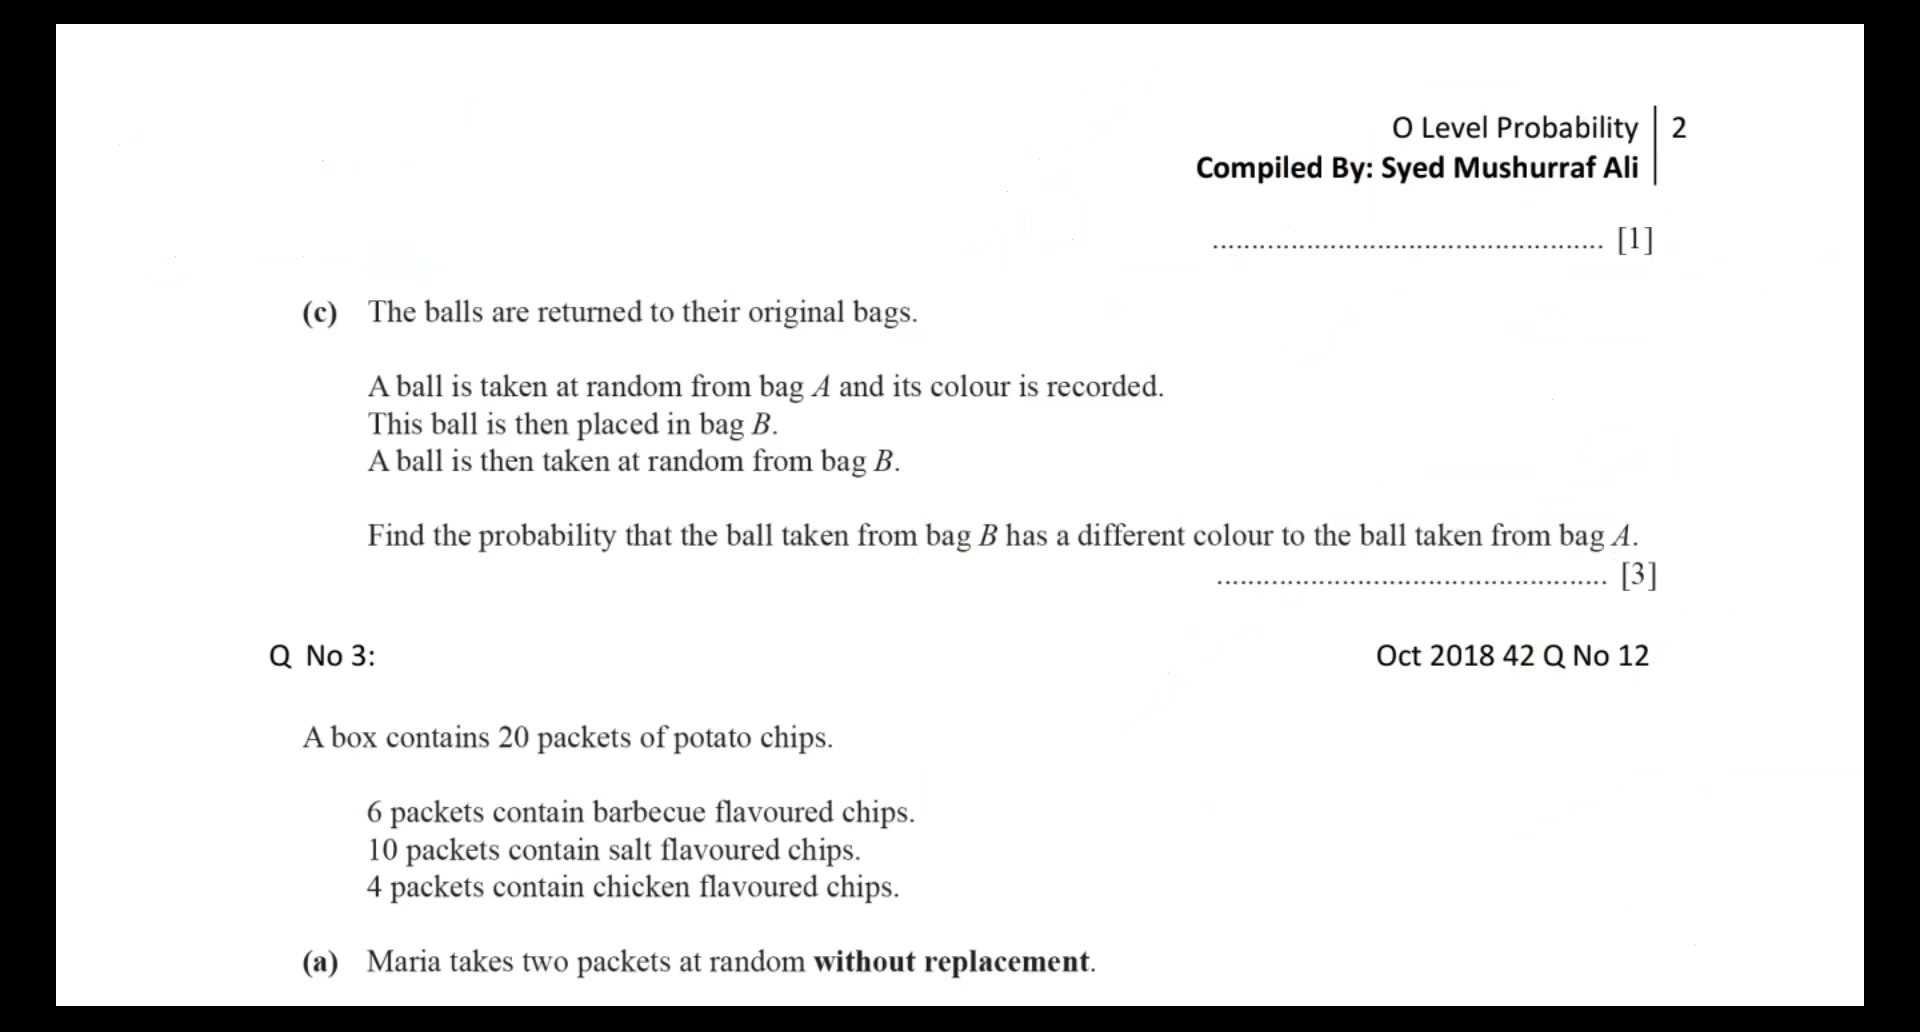 O Level Probability | 2
Compiled By: Syed Mushurraf Ali
.................................................. [1]
(c) The balls are returned to their original bags.
A ball is taken at random from bag A and its colour is recorded.
This ball is then placed in bag B.
A ball is then taken at random from bag B.
Find the probability that the ball taken from bag B has a different colour to the ball taken from bag A.
.................................................. [3]
Q No 3: Oct 2018 42 Q No 12
A box contains 20 packets of potato chips.
6 packets contain barbecue flavoured chips.
10 packets contain salt flavoured chips.
4 packets contain chicken flavoured chips.
(a) Maria takes two packets at random without replacement.